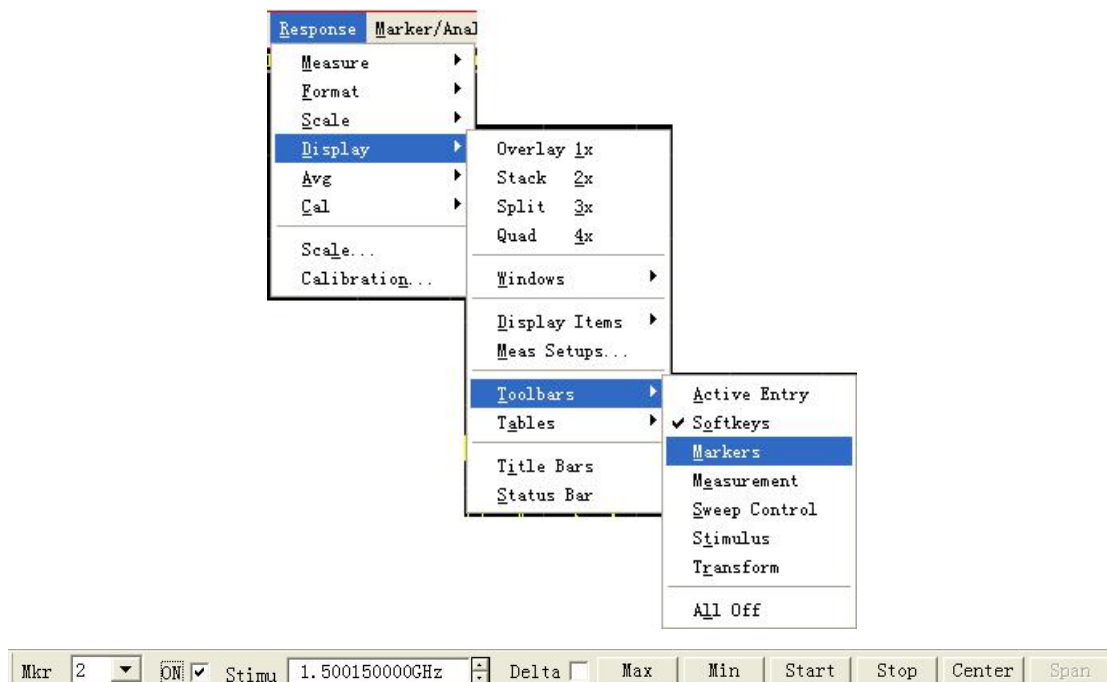 Response Marker/Anal
Measure
Format
Scale
Display
Avg
Cal
Scale...
Calibration...
Overlay 1x
Stack 2x
Split 3x
Quad 4x
Windows
Display Items
Meas Setups...
Toolbars
Tables
Title Bars
Status Bar
Active Entry
Softkeys
Markers
Measurement
Sweep Control
Stimulus
Transform
All Off
Mkr 2 ON Stimu 1.500150000GHz Delta Max Min Start Stop Center Span